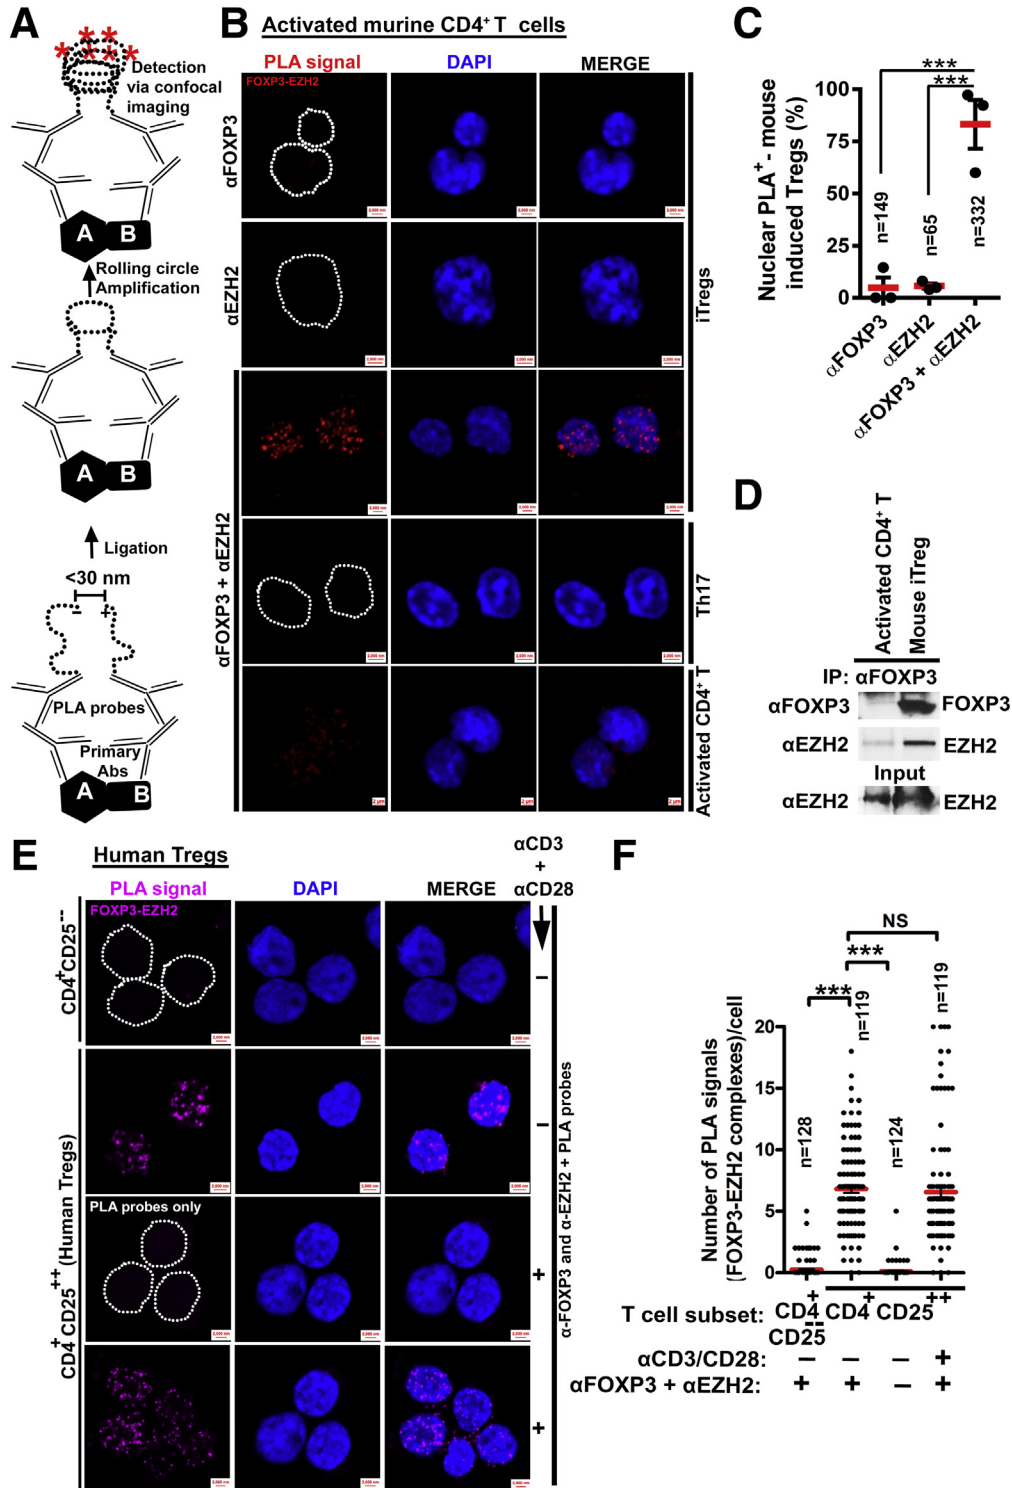 A
Detection
via confocal
imaging
A B
Rolling circle
Amplification
A B
Ligation
<30 nm
− +
PLA probes
Primary
Abs
A B
B
Activated murine CD4+ T cells
PLA signal DAPI MERGE
FOXP3-EZH2
αFOXP3
αEZH2
αFOXP3 + αEZH2
iTregs
Th17
Activated CD4+ T
2,000 nm
2 µm
C
Nuclear PLA+- mouse
induced Tregs (%)
100
75
50
25
0
***
***
n=149
n=65
n=332
αFOXP3
αEZH2
αFOXP3 + αEZH2
D
Activated CD4+ T
Mouse iTreg
IP: αFOXP3
αFOXP3 FOXP3
αEZH2 EZH2
Input
αEZH2 EZH2
E
Human Tregs
αCD3
+
αCD28
PLA signal DAPI MERGE
FOXP3-EZH2
CD4+CD25--
CD4+CD25++ (Human Tregs)
PLA probes only
−
−
+
+
α-FOXP3 and α-EZH2 + PLA probes
F
NS
***
***
n=128
n=119
n=124
n=119
Number of PLA signals
(FOXP3-EZH2 complexes)/cell
20
15
10
5
0
T cell subset: CD4+ CD25-- CD4+ CD25++
αCD3/CD28: − − − +
αFOXP3 + αEZH2: + + − +